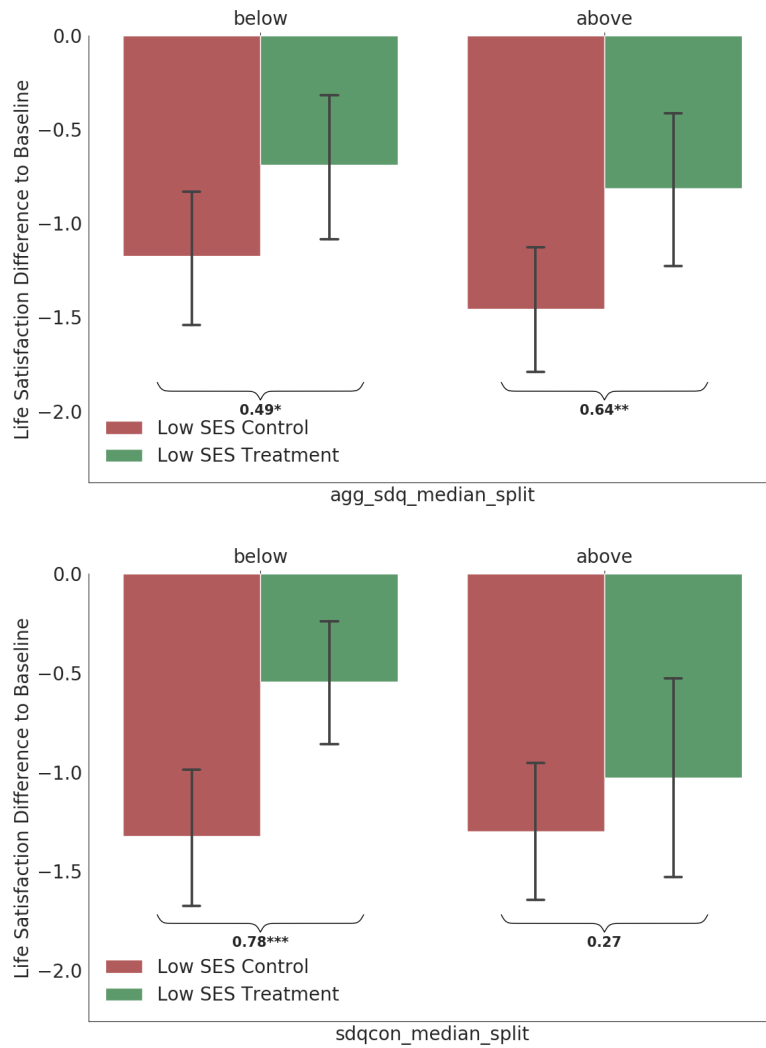 below above
0.0
−0.5
−1.0
−1.5
−2.0
Life Satisfaction Difference to Baseline
0.49* 0.64**
Low SES Control
Low SES Treatment
agg_sdq_median_split
below above
0.0
−0.5
−1.0
−1.5
−2.0
Life Satisfaction Difference to Baseline
0.78*** 0.27
Low SES Control
Low SES Treatment
sdqcon_median_split